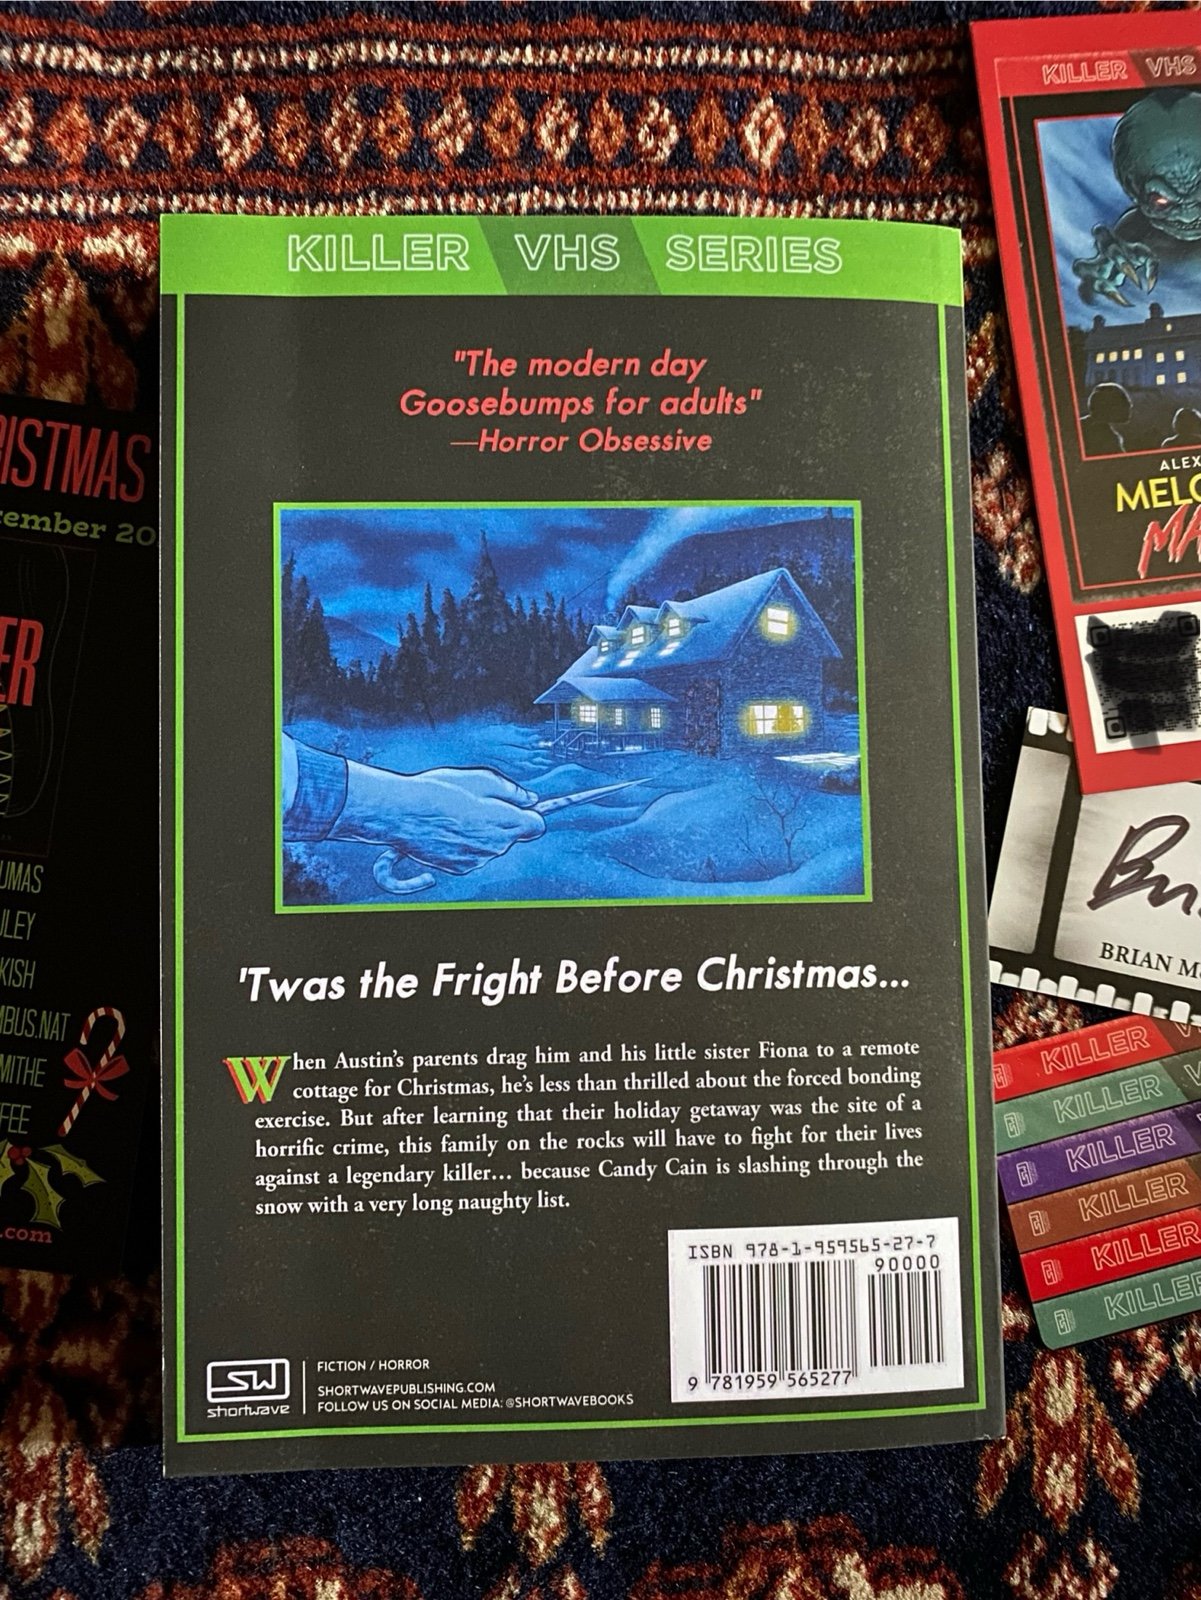 KILLER VHS SERIES
"The modern day
Goosebumps for adults"
—Horror Obsessive
'Twas the Fright Before Christmas...
When Austin's parents drag him and his little sister Fiona to a remote
cottage for Christmas, he's less than thrilled about the forced bonding
exercise. But after learning that their holiday getaway was the site of a
horrific crime, this family on the rocks will have to fight for their lives
against a legendary killer... because Candy Cain is slashing through the
snow with a very long naughty list.
ISBN 978-1-959565-27-7
90000
9 781959 565277
SW
shortwave
FICTION / HORROR
SHORTWAVEPUBLISHING.COM
FOLLOW US ON SOCIAL MEDIA: @SHORTWAVEBOOKS
RISTMAS
ember 20
ER
UMAS
LEY
KISH
MBUS.NAT
MITHE
FEE
.com
KILLER VHS
ALEX
MELO
MA
BRIAN M
KILLER V
KILLER V
KILLER
KILLER
KILLER
KILLER